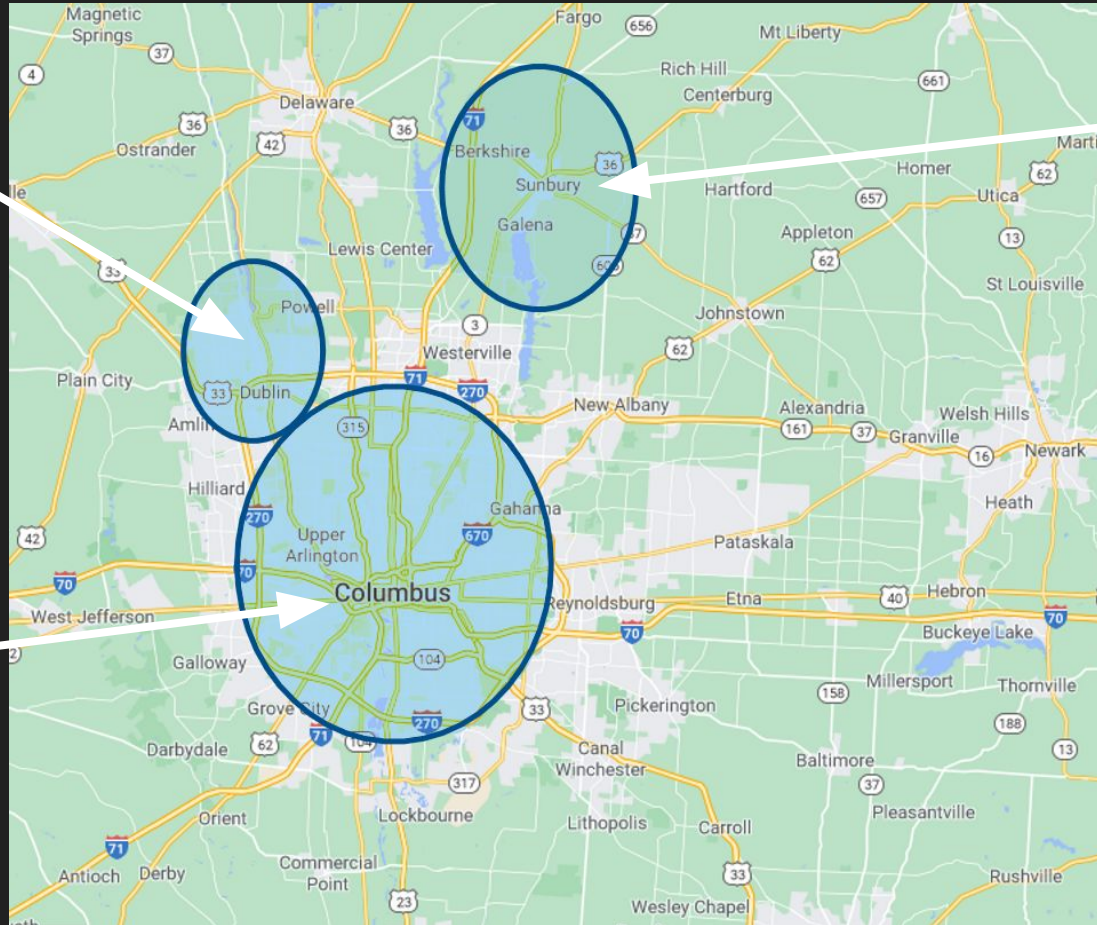 Magnetic
Springs
Fargo
656
Mt Liberty
37
4
Rich Hill
661
Delaware
Centerburg
71
36
36
42
Ostrander
Berkshire
36
Marti
Homer
62
Sunbury
Hartford
657
Utica
lle
Galena
Appleton
13
Lewis Center
62
33
St Louisville
Powell
Johnstown
3
62
Westerville
Plain City
71
270
33
Dublin
New Albany
Alexandria
Welsh Hills
Amlin
315
161
37
Granville
16
Newark
Hilliard
Heath
270
Gahanna
42
Upper
Arlington
670
Pataskala
70
70
Columbus
Etna
40
Hebron
West Jefferson
Reynoldsburg
70
70
Buckeye Lake
2
104
Galloway
Millersport
Thornville
158
Grove City
33
Pickerington
270
188
71
62
104
Darbydale
Canal
Winchester
13
Baltimore
317
37
Orient
Lockbourne
Lithopolis
Carroll
Pleasantville
71
Commercial
Point
Antioch
Derby
33
Rushville
23
Wesley Chapel